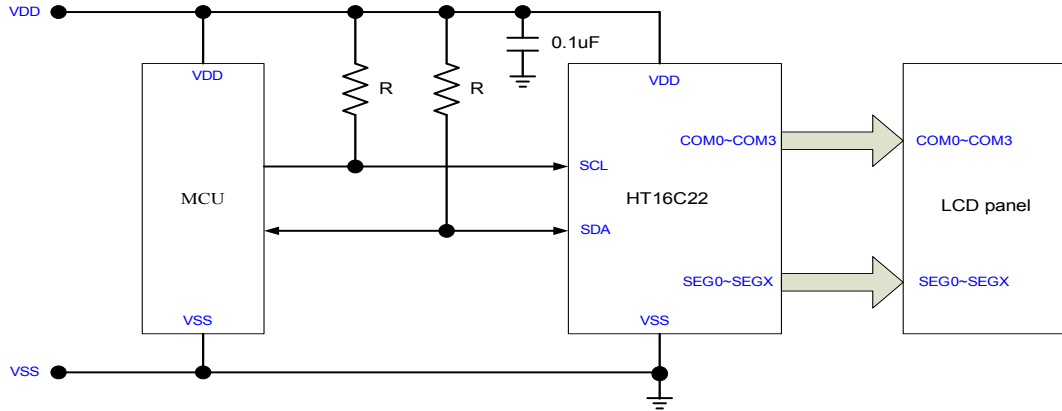 VDD
0.1uF
VDD
R
R
VDD
COM0~COM3
COM0~COM3
SCL
MCU
HT16C22
LCD panel
SDA
SEG0~SEGX
SEG0~SEGX
VSS
VSS
VSS